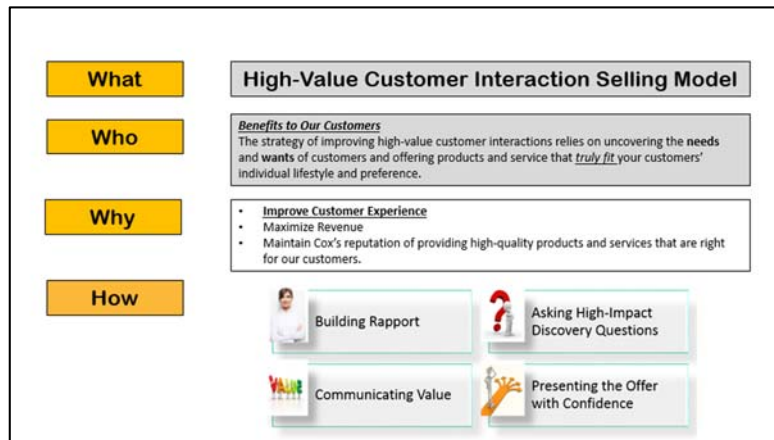 What
High-Value Customer Interaction Selling Model
Who
Benefits to Our Customers
The strategy of improving high-value customer interactions relies on uncovering the needs
and wants of customers and offering products and service that truly fit your customers'
individual lifestyle and preference.
Why
• Improve Customer Experience
• Maximize Revenue
• Maintain Cox's reputation of providing high-quality products and services that are right
for our customers.
How
Building Rapport
Asking High-Impact
Discovery Questions
VALUE
Communicating Value
Presenting the Offer
with Confidence